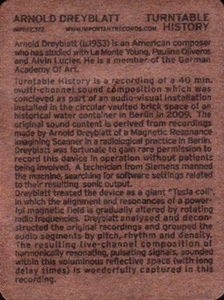 ARNOLD DREYBLATT TURNTABLE
HISTORY
WWW.IMPORTANTRECORDS.COM
Arnold Dreyblatt (b.1953) is an American composer
who has studied with La Monte Young, Pauline Oliveros
and Alvin Lucier. He is a member of the German
Academy Of Art.
Turntable History is a recording of a 40 min.
multi-channel sound composition which was
conceived as part of an audio-visual installation
installed in the circular vaulted brick space of an
historical water container in Berlin in 2009. The
original sound content is derived from recordings
made by Arnold Dreyblatt of a Magnetic Resonance
Imaging Scanner in a radiological practice in Berlin.
Dreyblatt was fortunate to gain rare permission to
record this device in operation without patients
being involved. A technician from Siemens manned
the machine, searching for software settings related
to their resulting sonic output.
Dreyblatt treated the device as a giant "Tesla coil"
in which the alignment and resonances of a power-
ful magnetic field is gradually altered by rotating
radio frequencies. Dreyblatt analysed and decon-
structed the original recordings and grouped the
audio segments by pitch, rhythm and density.
The resulting live-channel composition of
harmonically resonating, pulsating signals, sounded
within this voluminous reflective space (with long
delay times) is wonderfully captured in this
recording.